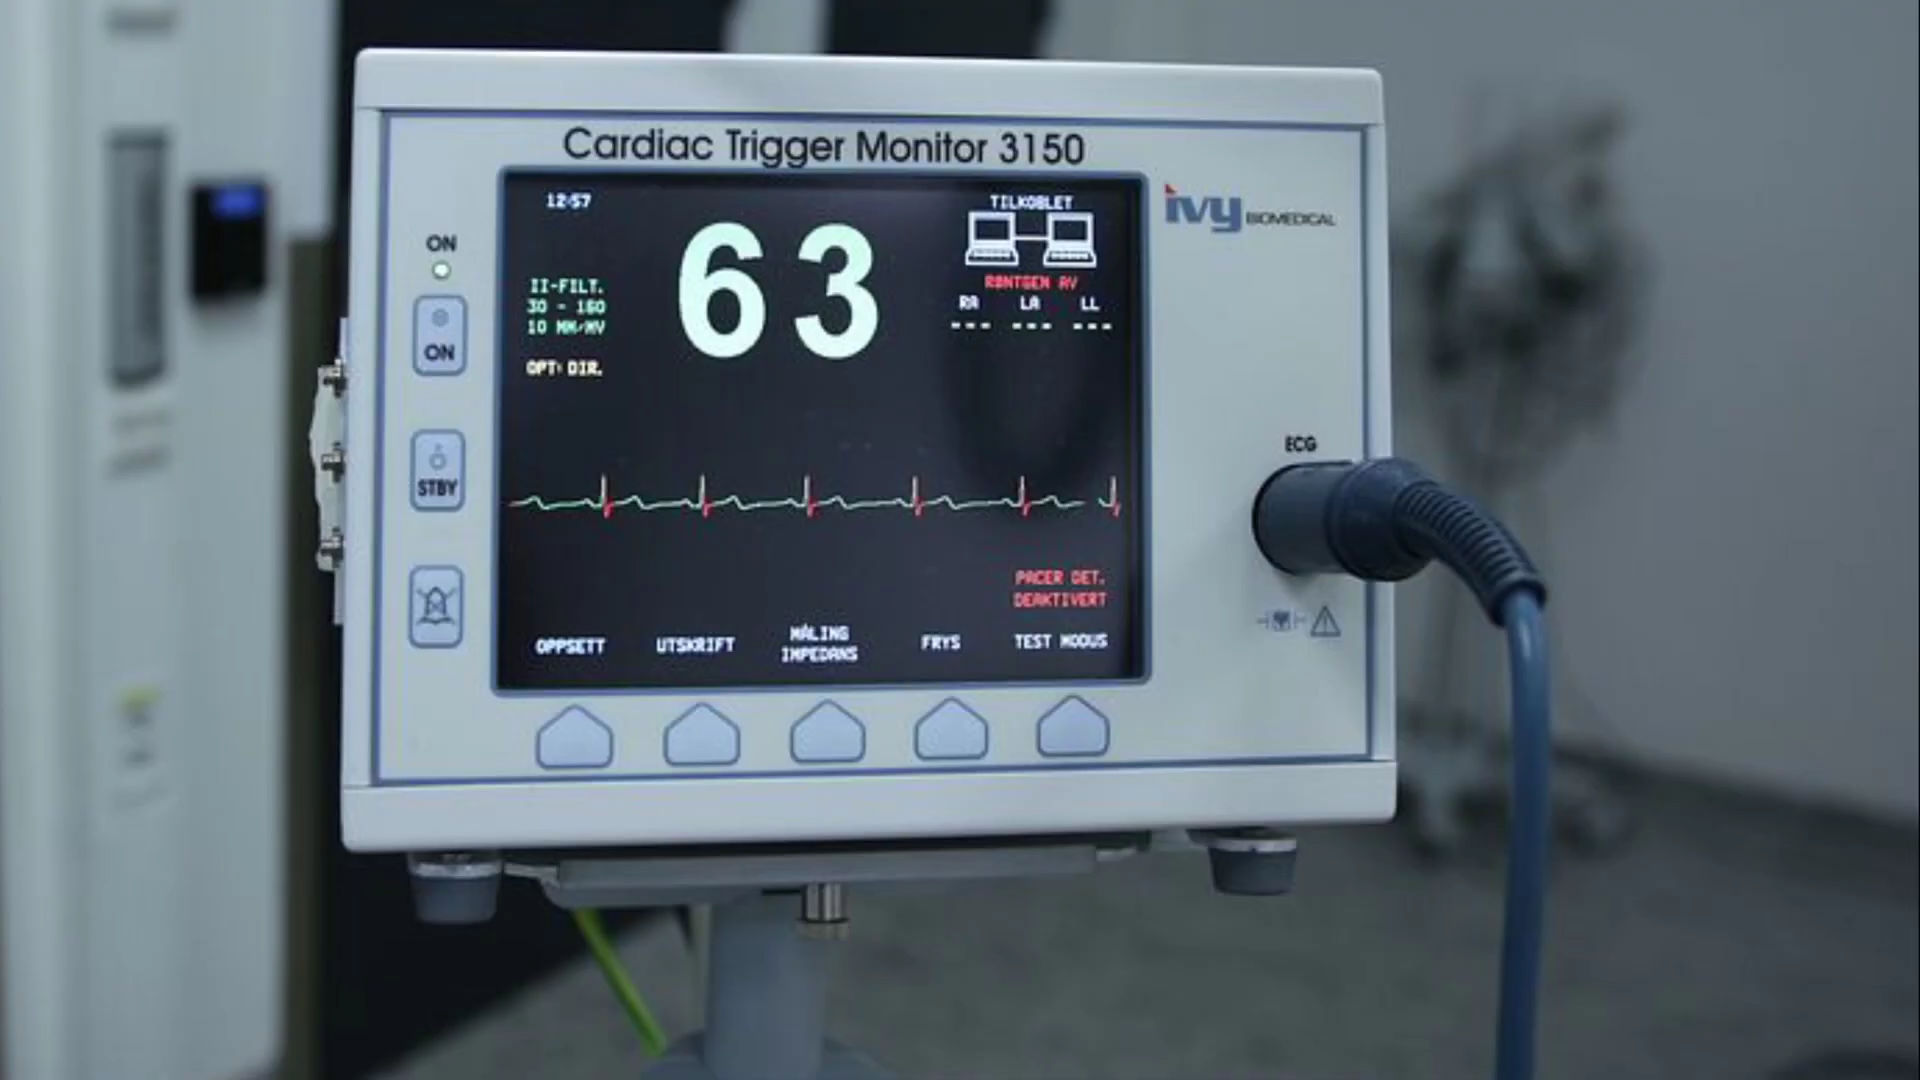 Cardiac Trigger Monitor 3150
ivy BIOMEDICAL
12:57
63
TILKOBLET
RØNTGEN AV
RA LA LL
--- --- ---
II-FILT.
30 - 160
10 MM/MV
OPT: DIR.
ON
ON
STBY
ECG
PACER DET.
DEAKTIVERT
OPPSETT
UTSKRIFT
MÅLING
IMPEDANS
FRYS
TEST MODUS